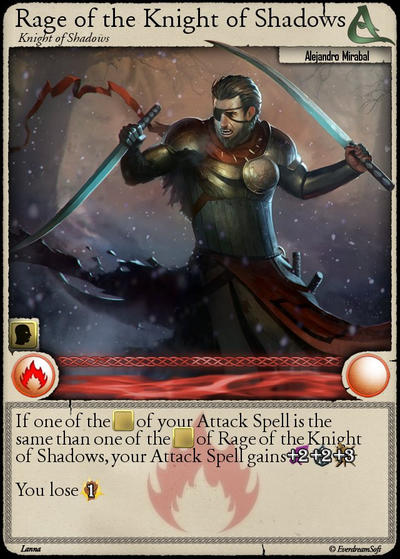 Rage of the Knight of Shadows
Knight of Shadows
Alejandro Mirabal
If one of the of your Attack Spell is the
same than one of the of Rage of the Knight
of Shadows, your Attack Spell gains +2 +2 +3
You lose 1
Lanna
© EverdreamSoft